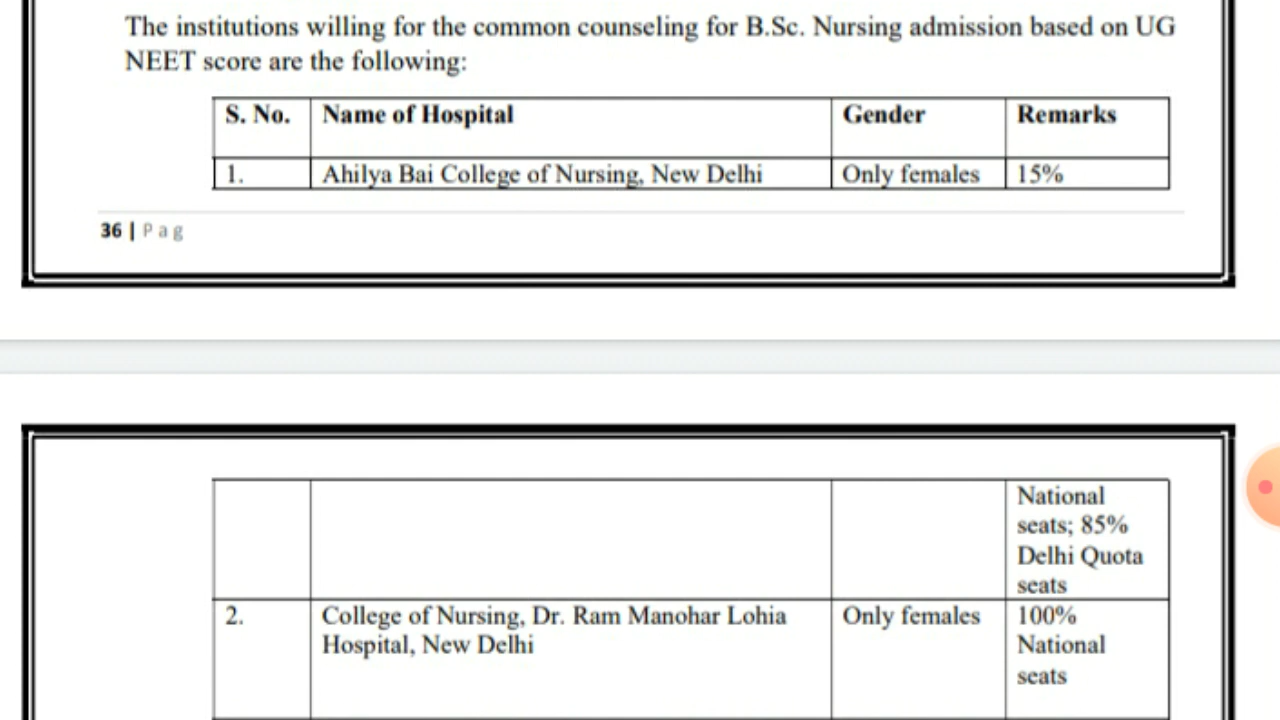 The institutions willing for the common counseling for B.Sc. Nursing admission based on UG
NEET score are the following:
S. No. Name of Hospital Gender Remarks
1. Ahilya Bai College of Nursing, New Delhi Only females 15%
36 | P a g
National
seats; 85%
Delhi Quota
seats
2. College of Nursing, Dr. Ram Manohar Lohia Only females 100%
Hospital, New Delhi National
seats